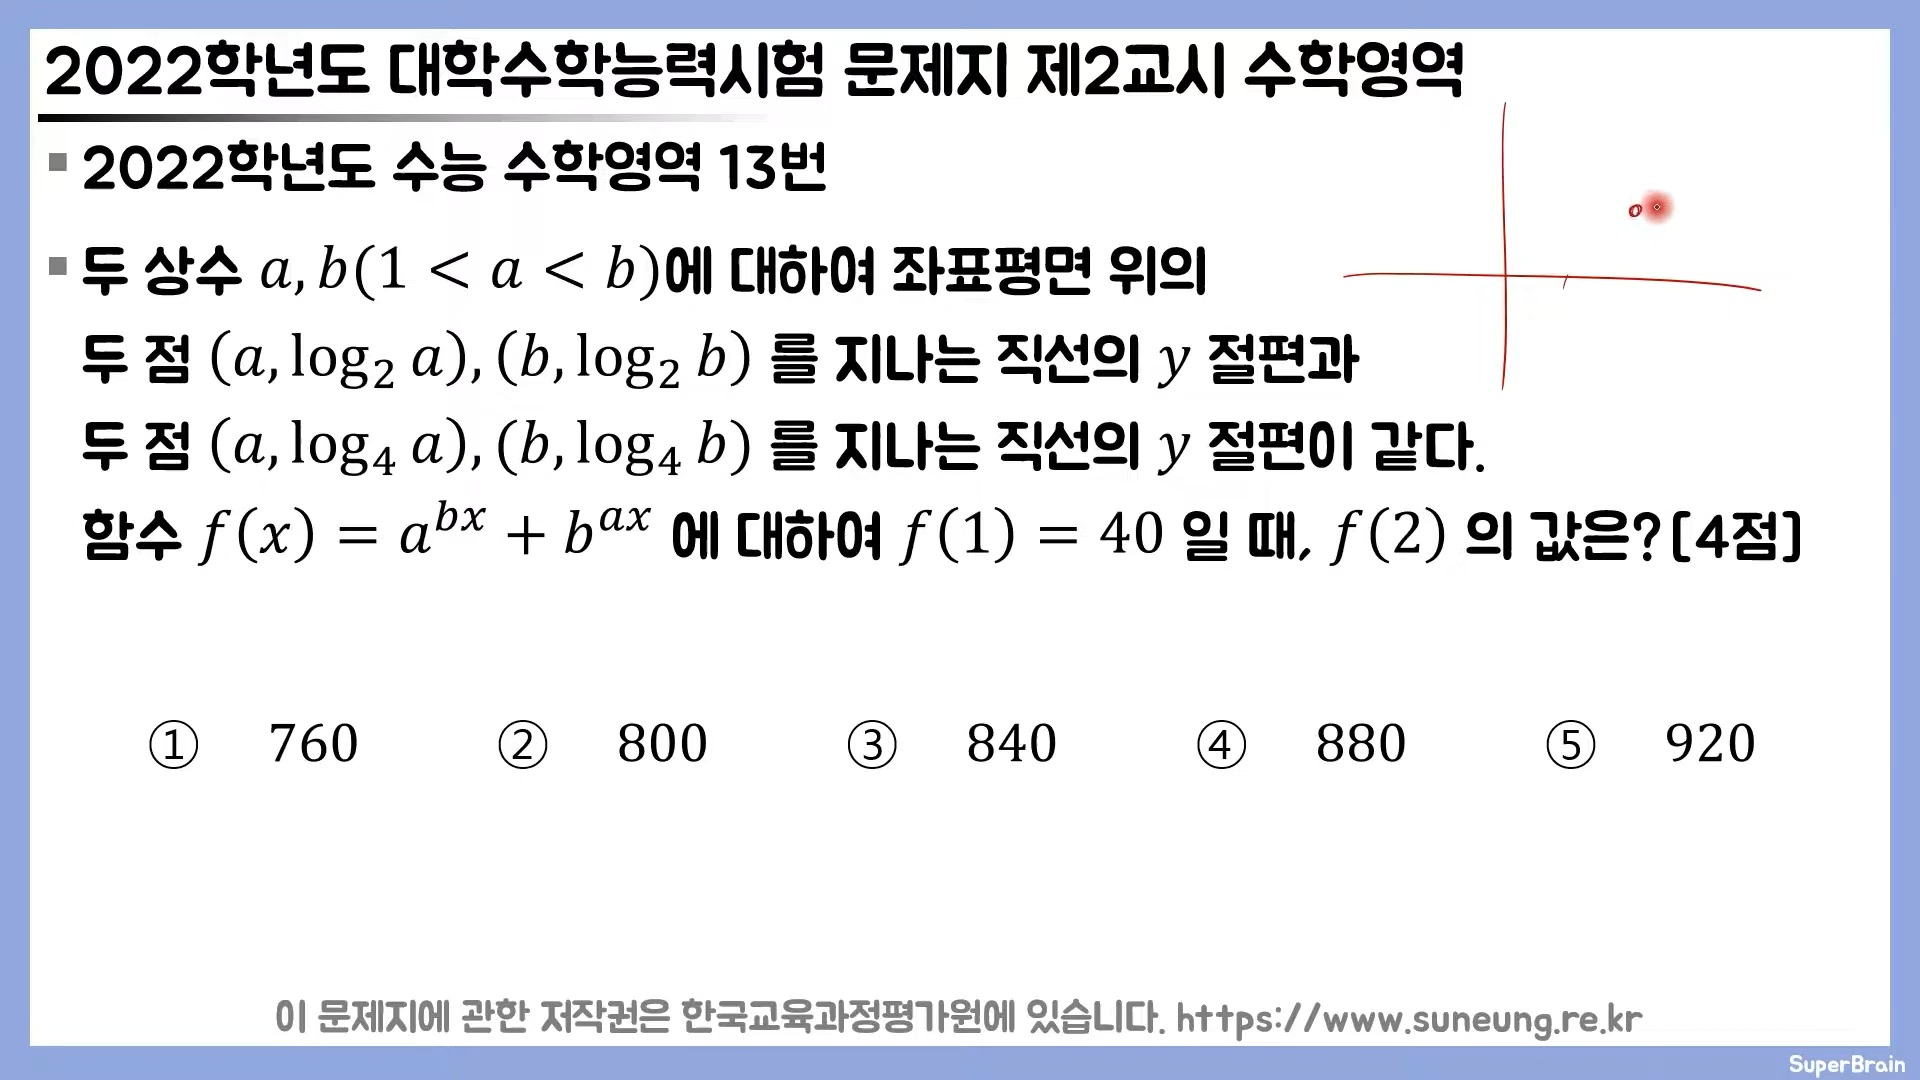 2022학년도 대학수학능력시험 문제지 제2교시 수학영역
▪ 2022학년도 수능 수학영역 13번
▪ 두 상수 a, b(1 < a < b)에 대하여 좌표평면 위의
두 점 (a, log₂ a), (b, log₂ b) 를 지나는 직선의 y 절편과
두 점 (a, log₄ a), (b, log₄ b) 를 지나는 직선의 y 절편이 같다.
함수 f(x) = a^{bx} + b^{ax} 에 대하여 f(1) = 40 일 때, f(2) 의 값은? [4점]
① 760 ② 800 ③ 840 ④ 880 ⑤ 920
이 문제지에 관한 저작권은 한국교육과정평가원에 있습니다. https://www.suneung.re.kr
SuperBrain